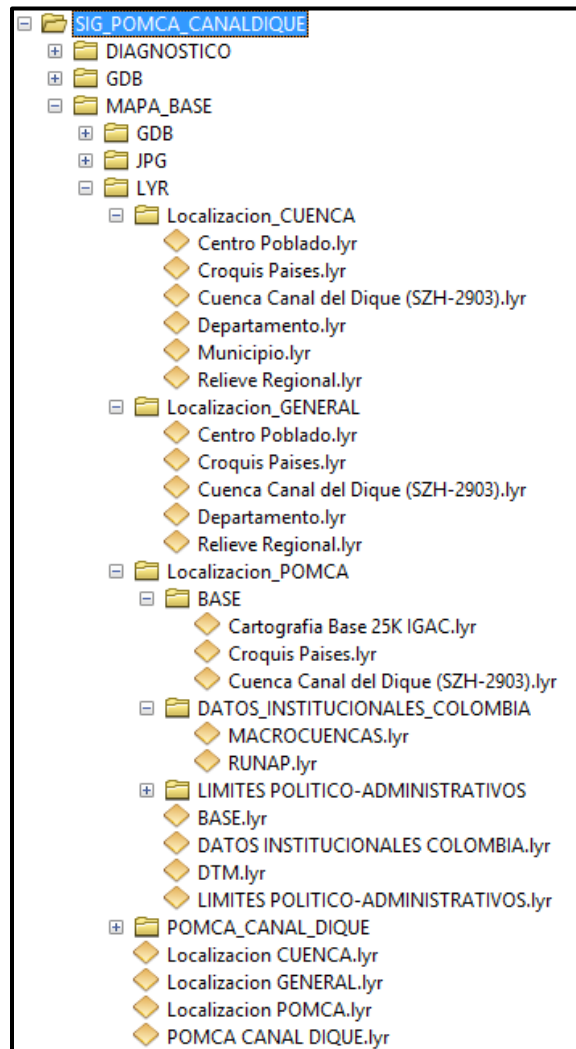 SIG_POMCA_CANALDIQUE
DIAGNOSTICO
GDB
MAPA_BASE
GDB
JPG
LYR
Localizacion_CUENCA
Centro Poblado.lyr
Croquis Paises.lyr
Cuenca Canal del Dique (SZH-2903).lyr
Departamento.lyr
Municipio.lyr
Relieve Regional.lyr
Localizacion_GENERAL
Centro Poblado.lyr
Croquis Paises.lyr
Cuenca Canal del Dique (SZH-2903).lyr
Departamento.lyr
Relieve Regional.lyr
Localizacion_POMCA
BASE
Cartografia Base 25K IGAC.lyr
Croquis Paises.lyr
Cuenca Canal del Dique (SZH-2903).lyr
DATOS_INSTITUCIONALES_COLOMBIA
MACROCUENCAS.lyr
RUNAP.lyr
LIMITES POLITICO-ADMINISTRATIVOS
BASE.lyr
DATOS INSTITUCIONALES COLOMBIA.lyr
DTM.lyr
LIMITES POLITICO-ADMINISTRATIVOS.lyr
POMCA_CANAL_DIQUE
Localizacion CUENCA.lyr
Localizacion GENERAL.lyr
Localizacion POMCA.lyr
POMCA CANAL DIQUE.lyr